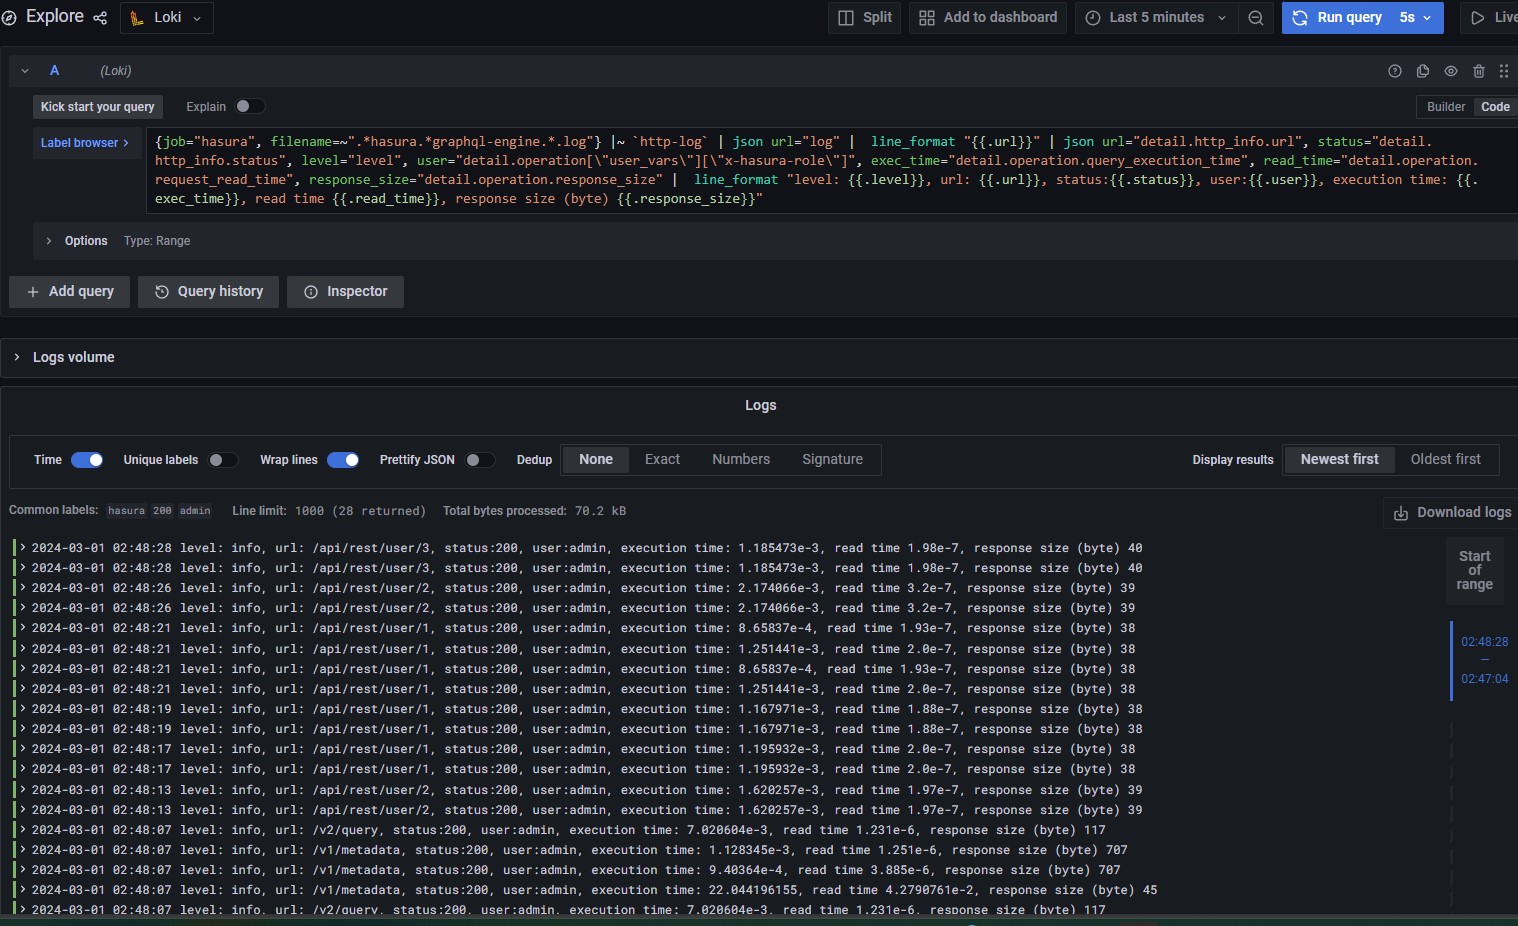 Explore Loki Split Add to dashboard Last 5 minutes Run query 5s Live
A (Loki)
Kick start your query Explain Builder Code
Label browser > {job="hasura", filename=~".*hasura.*graphql-engine.*.log"} |~ `http-log` | json url="log" | line_format "{{.url}}" | json url="detail.http_info.url", status="detail.
http_info.status", level="level", user="detail.operation[\"user_vars\"][\"x-hasura-role\"]", exec_time="detail.operation.query_execution_time", read_time="detail.operation.
request_read_time", response_size="detail.operation.response_size" | line_format "level: {{.level}}, url: {{.url}}, status:{{.status}}, user:{{.user}}, execution time: {{.
exec_time}}, read time {{.read_time}}, response size (byte) {{.response_size}}"
> Options Type: Range
+ Add query Query history Inspector
> Logs volume
Logs
Time Unique labels Wrap lines Prettify JSON Dedup None Exact Numbers Signature Display results Newest first Oldest first
Common labels: hasura 200 admin Line limit: 1000 (28 returned) Total bytes processed: 70.2 kB Download logs
> 2024-03-01 02:48:28 level: info, url: /api/rest/user/3, status:200, user:admin, execution time: 1.185473e-3, read time 1.98e-7, response size (byte) 40
> 2024-03-01 02:48:28 level: info, url: /api/rest/user/3, status:200, user:admin, execution time: 1.185473e-3, read time 1.98e-7, response size (byte) 40
> 2024-03-01 02:48:26 level: info, url: /api/rest/user/2, status:200, user:admin, execution time: 2.174066e-3, read time 3.2e-7, response size (byte) 39
> 2024-03-01 02:48:26 level: info, url: /api/rest/user/2, status:200, user:admin, execution time: 2.174066e-3, read time 3.2e-7, response size (byte) 39
> 2024-03-01 02:48:21 level: info, url: /api/rest/user/1, status:200, user:admin, execution time: 8.65837e-4, read time 1.93e-7, response size (byte) 38
> 2024-03-01 02:48:21 level: info, url: /api/rest/user/1, status:200, user:admin, execution time: 1.251441e-3, read time 2.0e-7, response size (byte) 38
> 2024-03-01 02:48:21 level: info, url: /api/rest/user/1, status:200, user:admin, execution time: 8.65837e-4, read time 1.93e-7, response size (byte) 38
> 2024-03-01 02:48:21 level: info, url: /api/rest/user/1, status:200, user:admin, execution time: 1.251441e-3, read time 2.0e-7, response size (byte) 38
> 2024-03-01 02:48:19 level: info, url: /api/rest/user/1, status:200, user:admin, execution time: 1.167971e-3, read time 1.88e-7, response size (byte) 38
> 2024-03-01 02:48:19 level: info, url: /api/rest/user/1, status:200, user:admin, execution time: 1.167971e-3, read time 1.88e-7, response size (byte) 38
> 2024-03-01 02:48:17 level: info, url: /api/rest/user/1, status:200, user:admin, execution time: 1.195932e-3, read time 2.0e-7, response size (byte) 38
> 2024-03-01 02:48:17 level: info, url: /api/rest/user/1, status:200, user:admin, execution time: 1.195932e-3, read time 2.0e-7, response size (byte) 38
> 2024-03-01 02:48:13 level: info, url: /api/rest/user/2, status:200, user:admin, execution time: 1.620257e-3, read time 1.97e-7, response size (byte) 39
> 2024-03-01 02:48:13 level: info, url: /api/rest/user/2, status:200, user:admin, execution time: 1.620257e-3, read time 1.97e-7, response size (byte) 39
> 2024-03-01 02:48:07 level: info, url: /v2/query, status:200, user:admin, execution time: 7.020604e-3, read time 1.231e-6, response size (byte) 117
> 2024-03-01 02:48:07 level: info, url: /v1/metadata, status:200, user:admin, execution time: 1.128345e-3, read time 1.251e-6, response size (byte) 707
> 2024-03-01 02:48:07 level: info, url: /v1/metadata, status:200, user:admin, execution time: 9.40364e-4, read time 3.885e-6, response size (byte) 707
> 2024-03-01 02:48:07 level: info, url: /v1/metadata, status:200, user:admin, execution time: 22.044196155, read time 4.2790761e-2, response size (byte) 45
> 2024-03-01 02:48:07 level: info, url: /v2/query, status:200, user:admin, execution time: 7.020604e-3, read time 1.231e-6, response size (byte) 117
Start
of
range
02:48:28
—
02:47:04